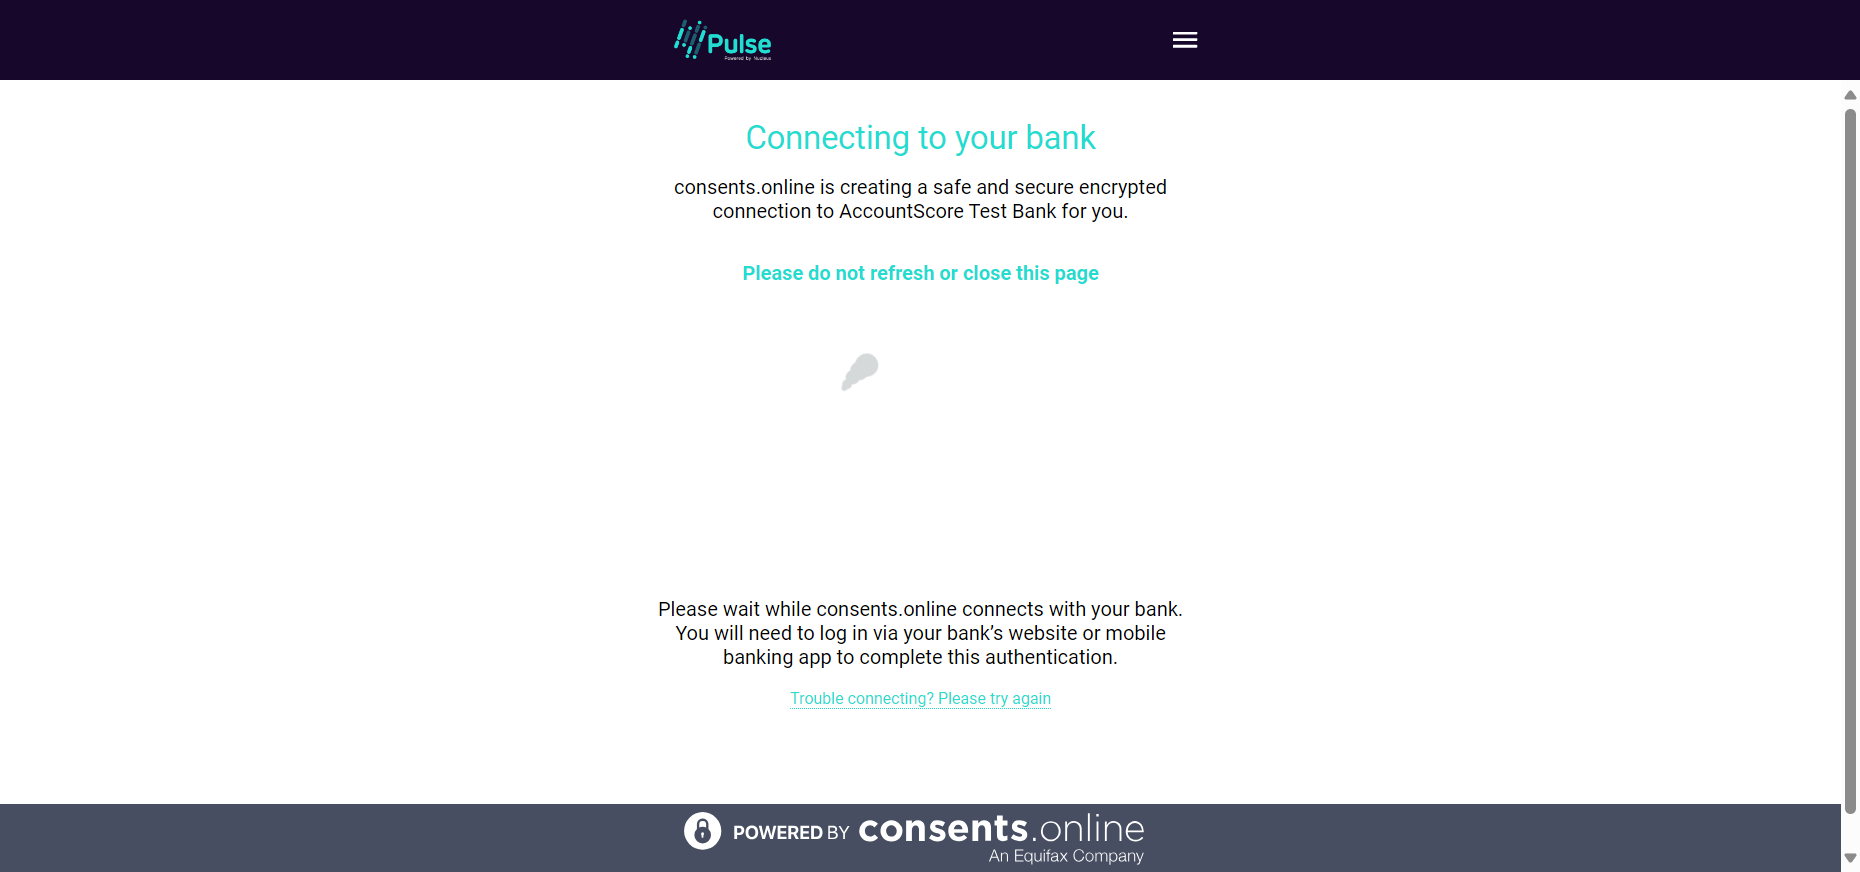 Pulse
Powered by Nucleus
Connecting to your bank
consents.online is creating a safe and secure encrypted
connection to AccountScore Test Bank for you.
Please do not refresh or close this page
Please wait while consents.online connects with your bank.
You will need to log in via your bank’s website or mobile
banking app to complete this authentication.
Trouble connecting? Please try again
POWERED BY consents.online
An Equifax Company